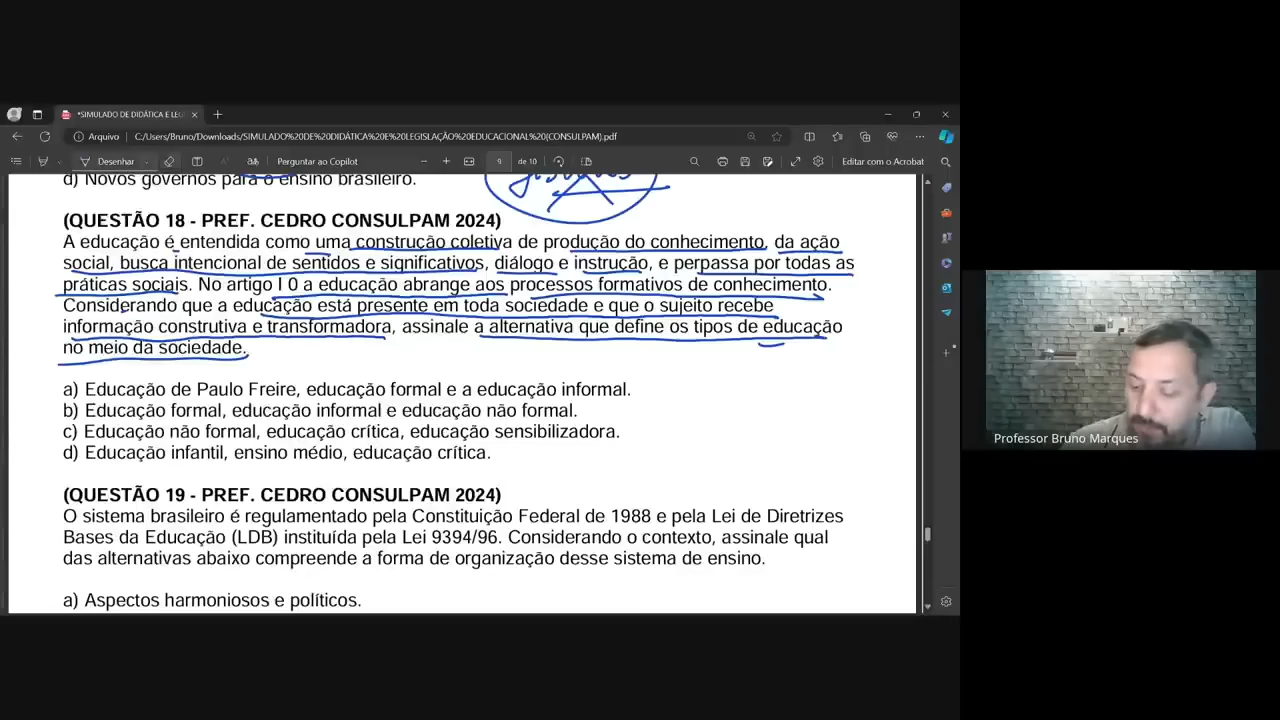 *SIMULADO DE DIDÁTICA E LEG
Arquivo C:/Users/Bruno/Downloads/SIMULADO%20DE%20DIDÁTICA%20E%20LEGISLAÇÃO%20EDUCACIONAL%20(CONSULPAM).pdf
Desenhar Perguntar ao Copilot 9 de 10 Editar com o Acrobat
d) Novos governos para o ensino brasileiro.
(QUESTÃO 18 - PREF. CEDRO CONSULPAM 2024)
A educação é entendida como uma construção coletiva de produção do conhecimento, da ação
social, busca intencional de sentidos e significativos, diálogo e instrução, e perpassa por todas as
práticas sociais. No artigo I 0 a educação abrange aos processos formativos de conhecimento.
Considerando que a educação está presente em toda sociedade e que o sujeito recebe
informação construtiva e transformadora, assinale a alternativa que define os tipos de educação
no meio da sociedade.
a) Educação de Paulo Freire, educação formal e a educação informal.
b) Educação formal, educação informal e educação não formal.
c) Educação não formal, educação crítica, educação sensibilizadora.
d) Educação infantil, ensino médio, educação crítica.
Professor Bruno Marques
(QUESTÃO 19 - PREF. CEDRO CONSULPAM 2024)
O sistema brasileiro é regulamentado pela Constituição Federal de 1988 e pela Lei de Diretrizes
Bases da Educação (LDB) instituída pela Lei 9394/96. Considerando o contexto, assinale qual
das alternativas abaixo compreende a forma de organização desse sistema de ensino.
a) Aspectos harmoniosos e políticos.